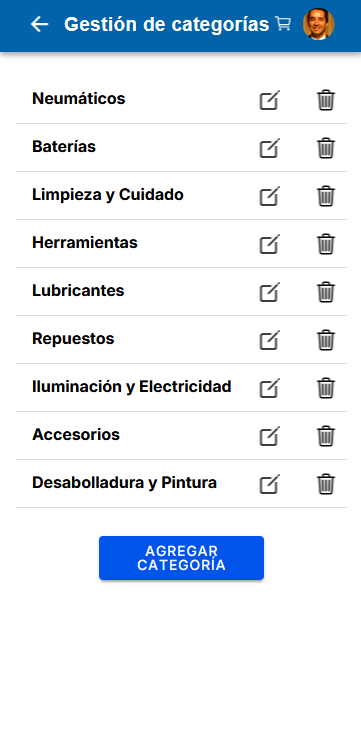 Gestión de categorías
Neumáticos
Baterías
Limpieza y Cuidado
Herramientas
Lubricantes
Repuestos
Iluminación y Electricidad
Accesorios
Desabolladura y Pintura
AGREGAR
CATEGORÍA